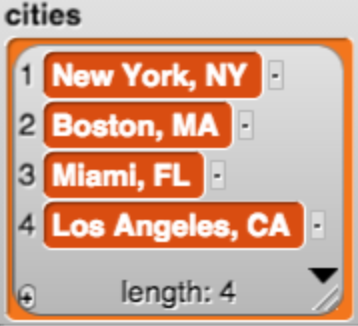 cities
1 New York, NY -
2 Boston, MA -
3 Miami, FL -
4 Los Angeles, CA -
+ length: 4